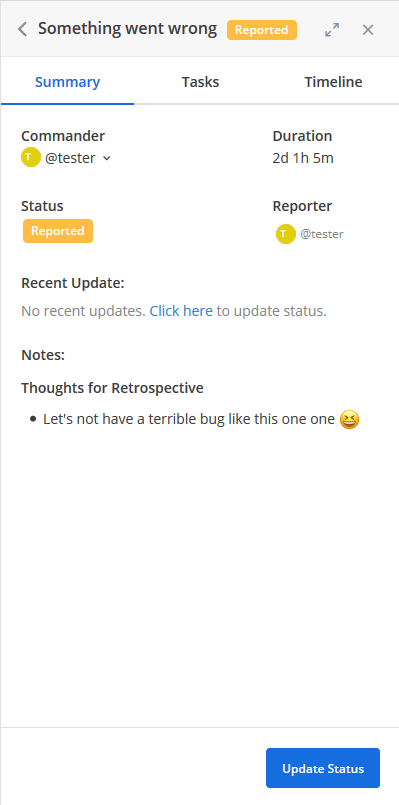 Something went wrong Reported
Summary Tasks Timeline
Commander Duration
T @tester 2d 1h 5m
Status Reporter
Reported T @tester
Recent Update:
No recent updates. Click here to update status.
Notes:
Thoughts for Retrospective
• Let's not have a terrible bug like this one one 😆
Update Status